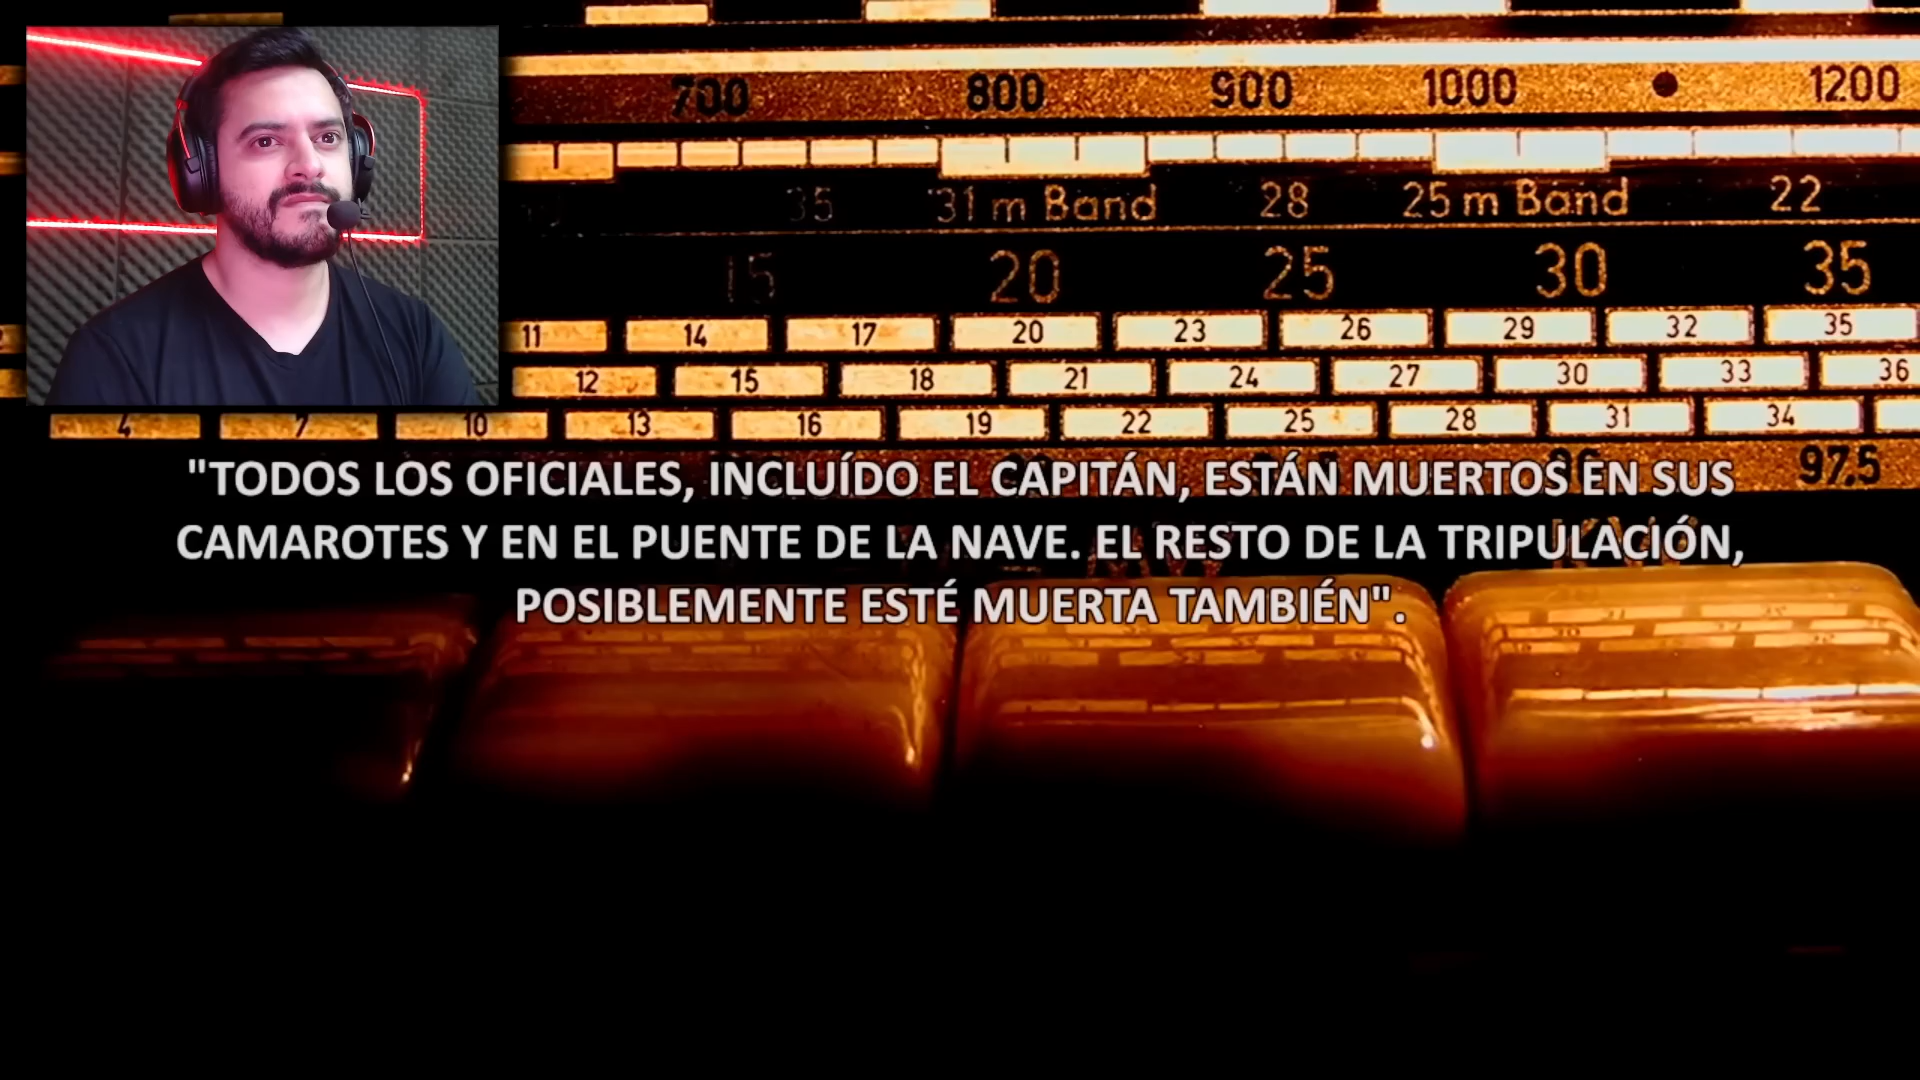 700 800 900 1000 1200
35 31 m Band 28 25 m Band 22
15 20 25 30 35
11 14 17 20 23 26 29 32 35
12 15 18 21 24 27 30 33 36
4 7 10 13 16 19 22 25 28 31 34
97,5
"TODOS LOS OFICIALES, INCLUÍDO EL CAPITÁN, ESTÁN MUERTOS EN SUS
CAMAROTES Y EN EL PUENTE DE LA NAVE. EL RESTO DE LA TRIPULACIÓN,
POSIBLEMENTE ESTÉ MUERTA TAMBIÉN".